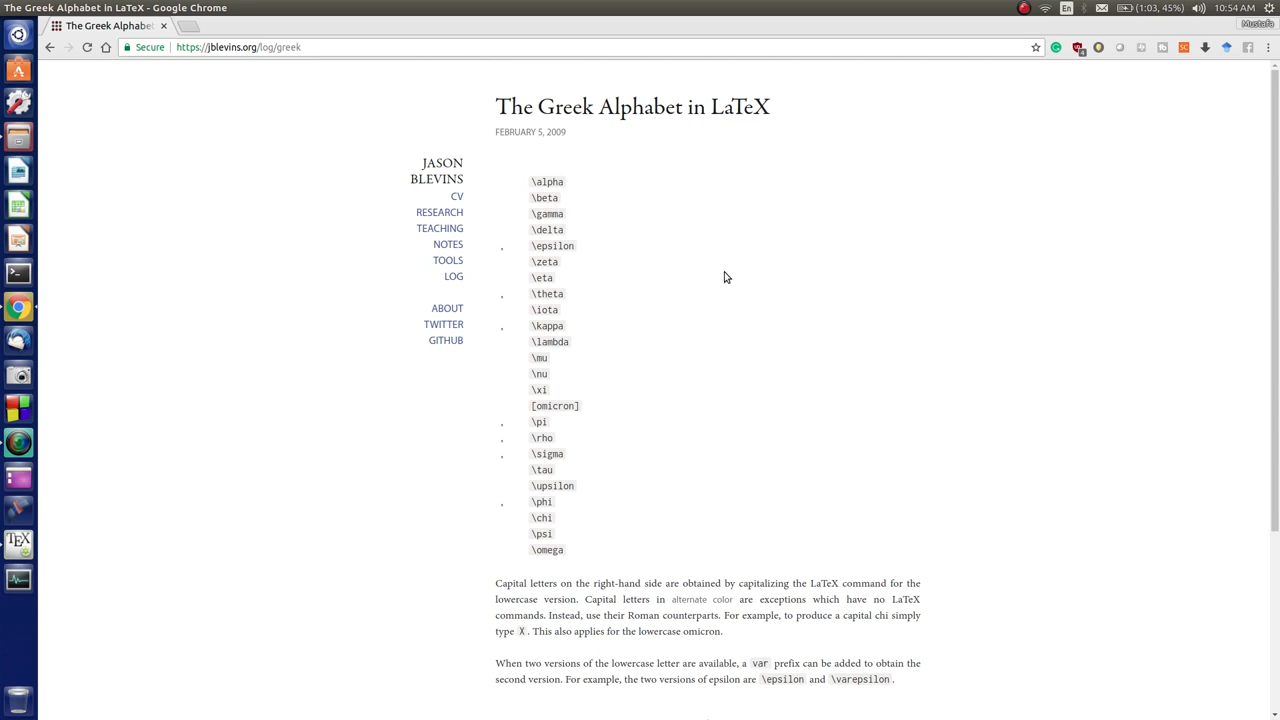 The Greek Alphabet in LaTeX - Google Chrome
En
(1:03, 45%)
10:54 AM
The Greek Alphabet
Mustafa
Secure
https://jblevins.org/log/greek
The Greek Alphabet in LaTeX
FEBRUARY 5, 2009
JASON
BLEVINS
CV
RESEARCH
TEACHING
NOTES
TOOLS
LOG
ABOUT
TWITTER
GITHUB
\alpha
\beta
\gamma
\delta
, \epsilon
\zeta
\eta
, \theta
\iota
, \kappa
\lambda
\mu
\nu
\xi
[omicron]
, \pi
, \rho
, \sigma
\tau
\upsilon
, \phi
\chi
\psi
\omega
Capital letters on the right-hand side are obtained by capitalizing the LaTeX command for the
lowercase version. Capital letters in alternate color are exceptions which have no LaTeX
commands. Instead, use their Roman counterparts. For example, to produce a capital chi simply
type X. This also applies for the lowercase omicron.
When two versions of the lowercase letter are available, a var prefix can be added to obtain the
second version. For example, the two versions of epsilon are \epsilon and \varepsilon.